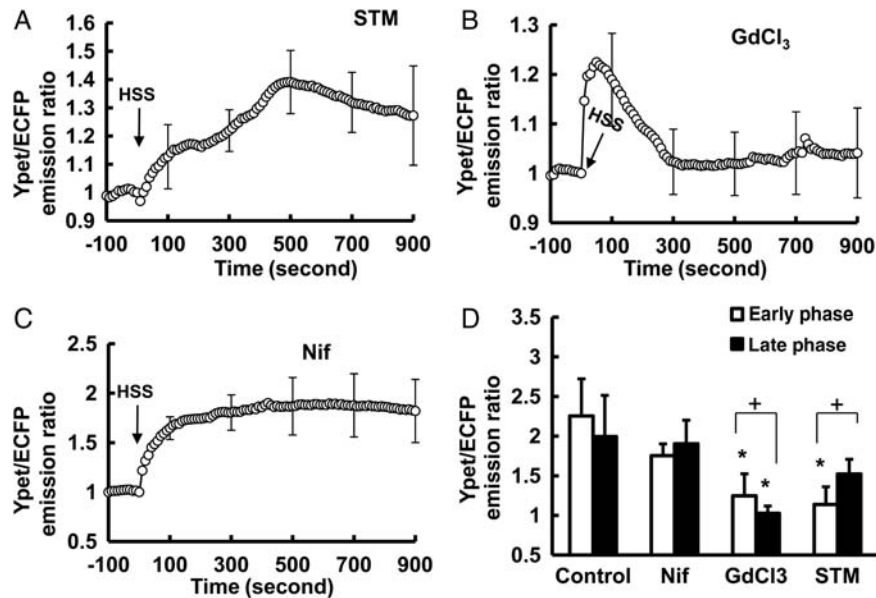 A
STM
1.6
1.5
1.4
1.3
1.2
1.1
1
0.9
HSS
Ypet/ECFP
emission ratio
-100 100 300 500 700 900
Time (second)
B
GdCl₃
1.3
1.2
1.1
1
0.9
HSS
Ypet/ECFP
emission ratio
-100 100 300 500 700 900
Time (second)
C
Nif
2.5
2
1.5
1
0.5
HSS
Ypet/ECFP
emission ratio
-100 100 300 500 700 900
Time (second)
D
Early phase
Late phase
3.5
3
2.5
2
1.5
1
0.5
Ypet/ECFP
emission ratio
+ +
* * *
Control Nif GdCl3 STM